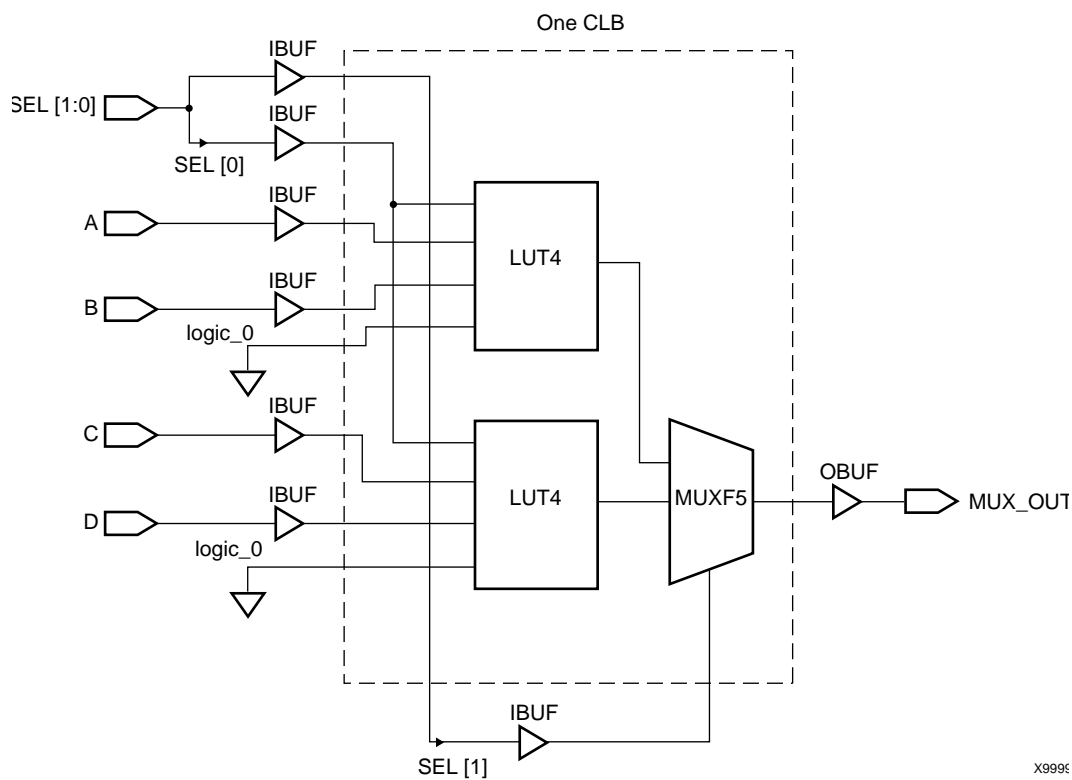 One CLB
IBUF
SEL [1:0]
IBUF
SEL [0]
IBUF
A
LUT4
IBUF
B
logic_0
IBUF
C
OBUF
LUT4
MUXF5
MUX_OUT
IBUF
D
logic_0
IBUF
SEL [1]
X9999